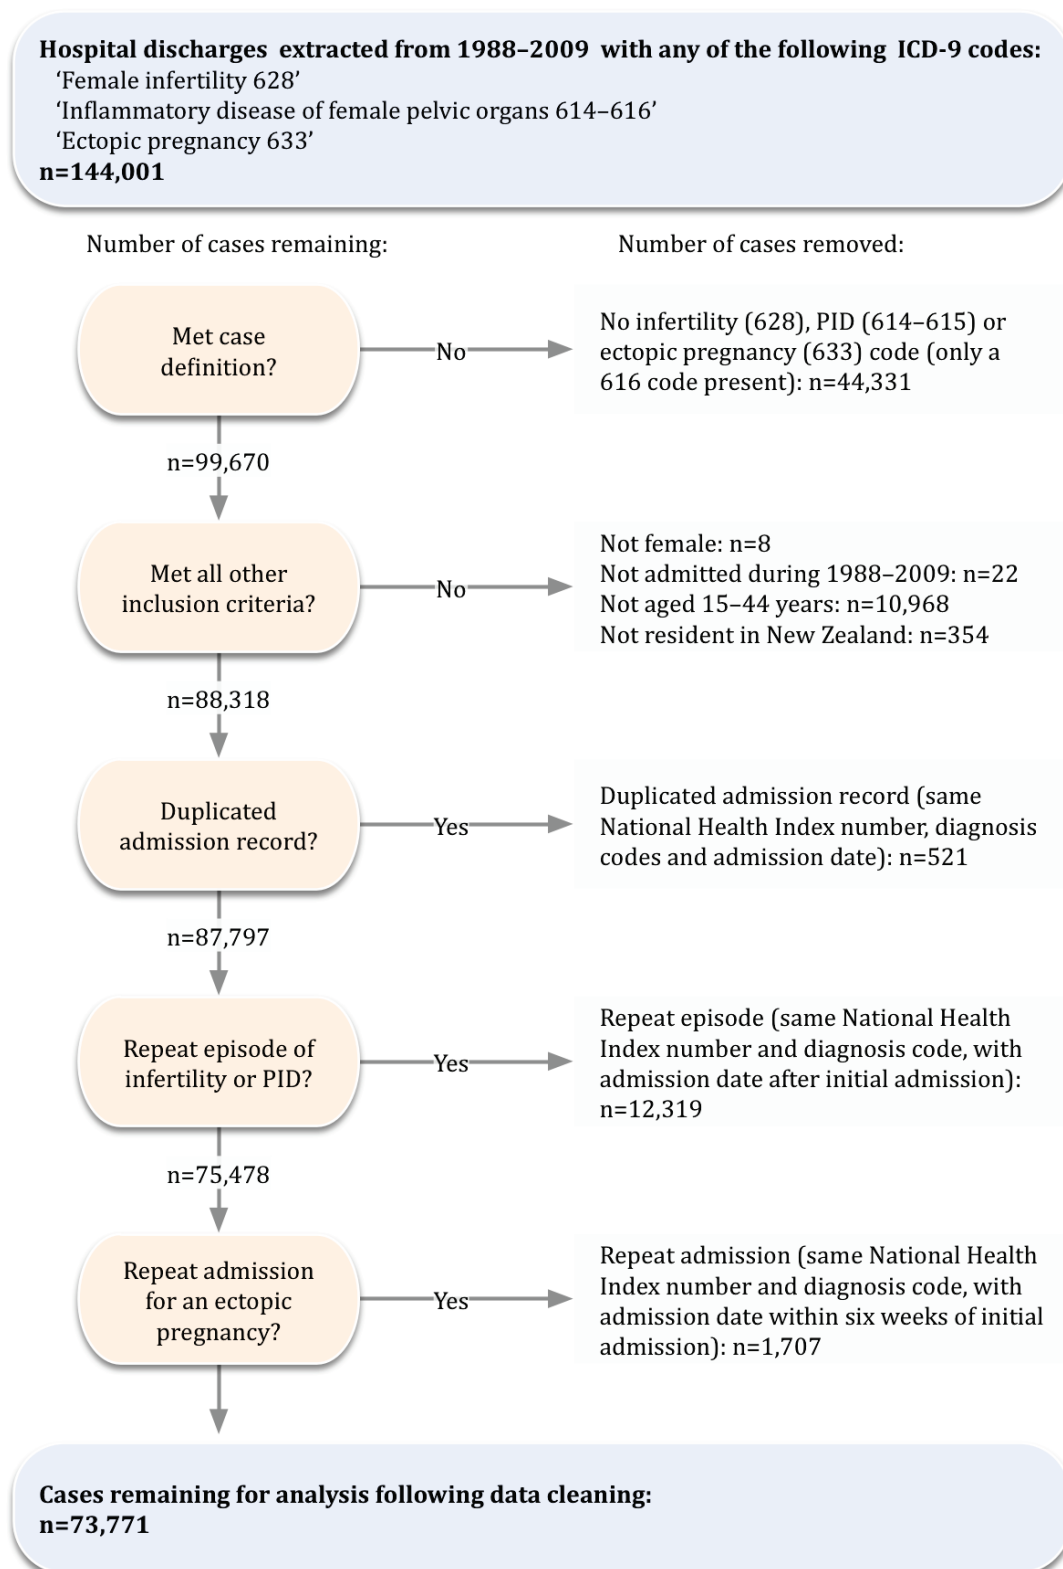 Hospital discharges extracted from 1988–2009 with any of the following ICD-9 codes:
‘Female infertility 628’
‘Inflammatory disease of female pelvic organs 614–616’
‘Ectopic pregnancy 633’
n=144,001
Number of cases remaining:
Number of cases removed:
Met case
definition?
No
No infertility (628), PID (614–615) or
ectopic pregnancy (633) code (only a
616 code present): n=44,331
n=99,670
Met all other
inclusion criteria?
No
Not female: n=8
Not admitted during 1988–2009: n=22
Not aged 15–44 years: n=10,968
Not resident in New Zealand: n=354
n=88,318
Duplicated
admission record?
Yes
Duplicated admission record (same
National Health Index number, diagnosis
codes and admission date): n=521
n=87,797
Repeat episode of
infertility or PID?
Yes
Repeat episode (same National Health
Index number and diagnosis code, with
admission date after initial admission):
n=12,319
n=75,478
Repeat admission
for an ectopic
pregnancy?
Yes
Repeat admission (same National Health
Index number and diagnosis code, with
admission date within six weeks of initial
admission): n=1,707
Cases remaining for analysis following data cleaning:
n=73,771